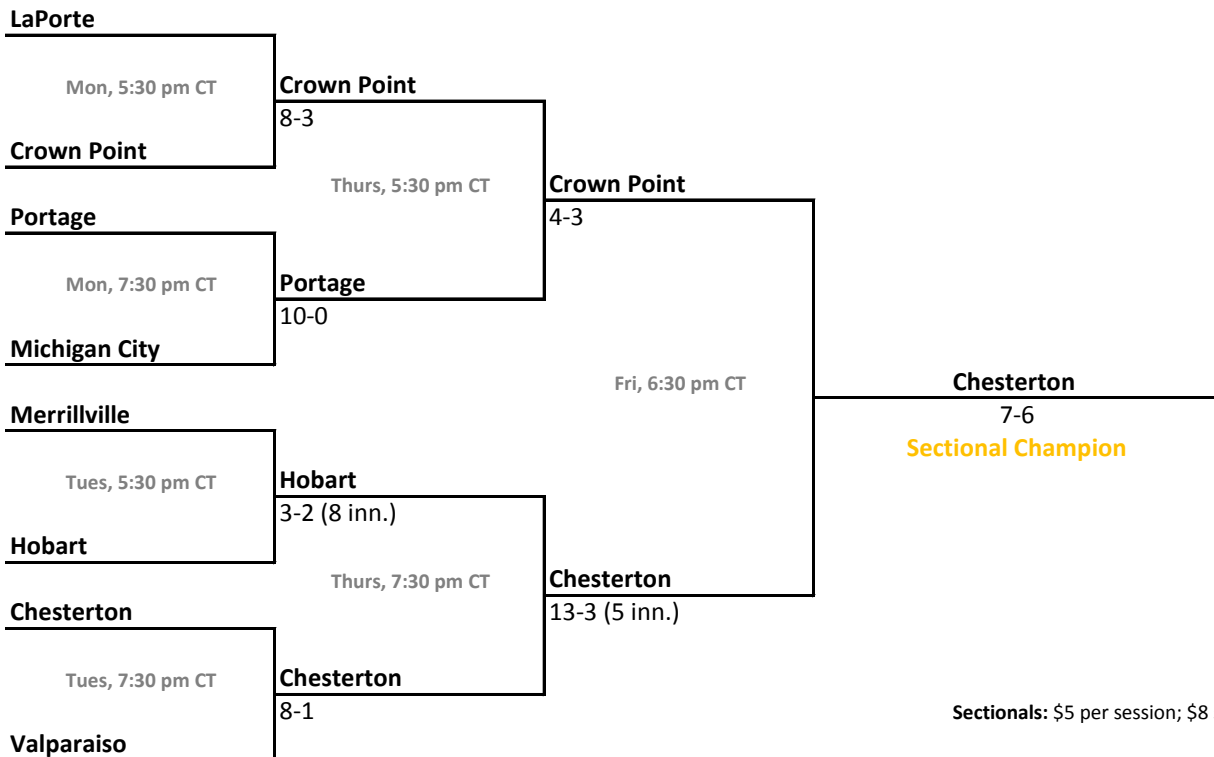 LaPorte
Mon, 5:30 pm CT
Crown Point
8-3
Crown Point
Thurs, 5:30 pm CT
Crown Point
4-3
Portage
Mon, 7:30 pm CT
Portage
10-0
Michigan City
Fri, 6:30 pm CT
Chesterton
7-6
Sectional Champion
Merrillville
Tues, 5:30 pm CT
Hobart
3-2 (8 inn.)
Hobart
Thurs, 7:30 pm CT
Chesterton
13-3 (5 inn.)
Chesterton
Tues, 7:30 pm CT
Chesterton
8-1
Valparaiso
Sectionals: $5 per session; $8